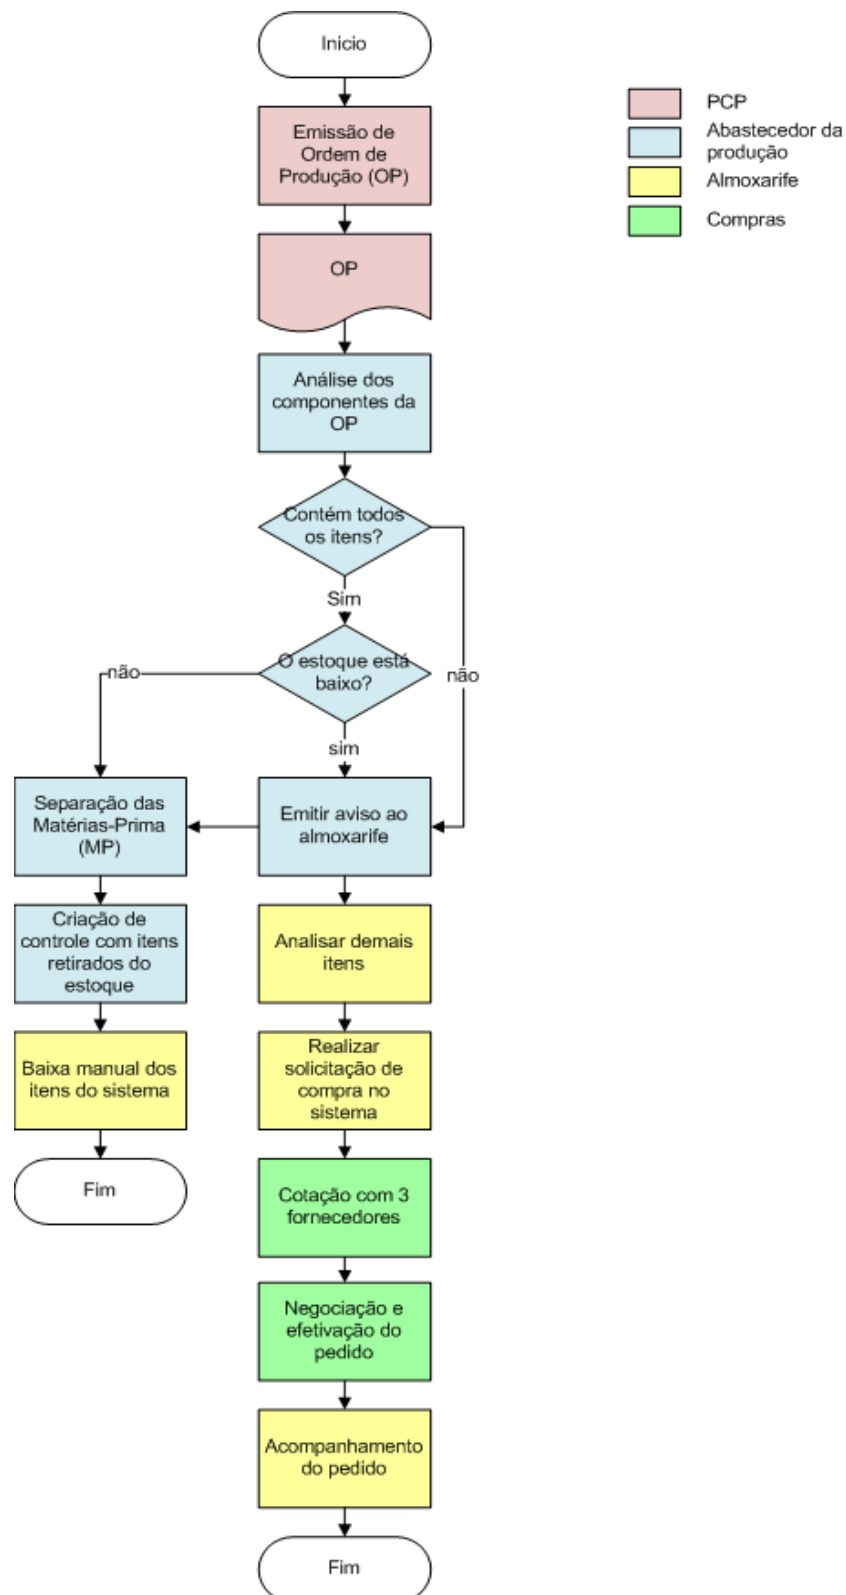 Inicio
PCP
Abastecedor da
produção
Almoxarife
Compras
Emissão de
Ordem de
Produção (OP)
OP
Análise dos
componentes da
OP
Contém todos
os itens?
Sim
O estoque está
baixo?
não
não
sim
Separação das
Matérias-Prima
(MP)
Emitir aviso ao
almoxarife
Criação de
controle com itens
retirados do
estoque
Analisar demais
itens
Baixa manual dos
itens do sistema
Realizar
solicitação de
compra no
sistema
Fim
Cotação com 3
fornecedores
Negociação e
efetivação do
pedido
Acompanhamento
do pedido
Fim